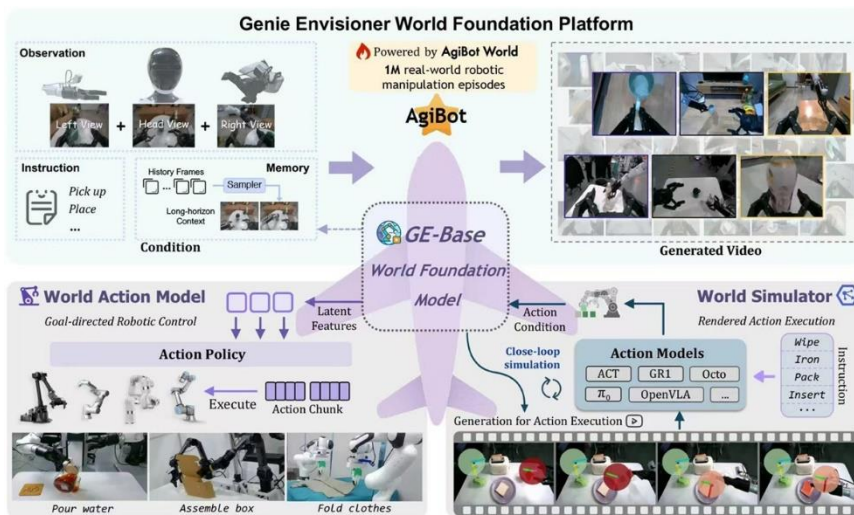 Genie Envisioner World Foundation Platform
Observation
Left View + Head View + Right View
Instruction
Pick up
Place
...
Memory
History Frames
...
Sampler
Long-horizon
Context
Condition
Powered by AgiBot World
1M real-world robotic
manipulation episodes
AgiBot
Generated Video
GE-Base
World Foundation
Model
World Action Model
Goal-directed Robotic Control
Latent
Features
Action Policy
Execute
Action Chunk
Pour water
Assemble box
Fold clothes
World Simulator
Rendered Action Execution
Action
Condition
Close-loop
simulation
Action Models
ACT
GR1
Octo
π₀
OpenVLA
...
Wipe
Iron
Pack
Insert
...
Instruction
Generation for Action Execution